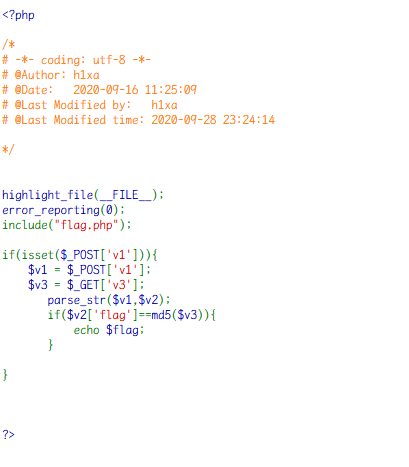 <?php
/*
# -*- coding: utf-8 -*-
# @Author: h1xa
# @Date:   2020-09-16 11:25:09
# @Last Modified by:   h1xa
# @Last Modified time: 2020-09-28 23:24:14
*/
highlight_file(__FILE__);
error_reporting(0);
include("flag.php");
if(isset($_POST['v1'])){
    $v1 = $_POST['v1'];
    $v3 = $_GET['v3'];
       parse_str($v1,$v2);
       if($v2['flag']==md5($v3)){
           echo $flag;
       }
}
?>